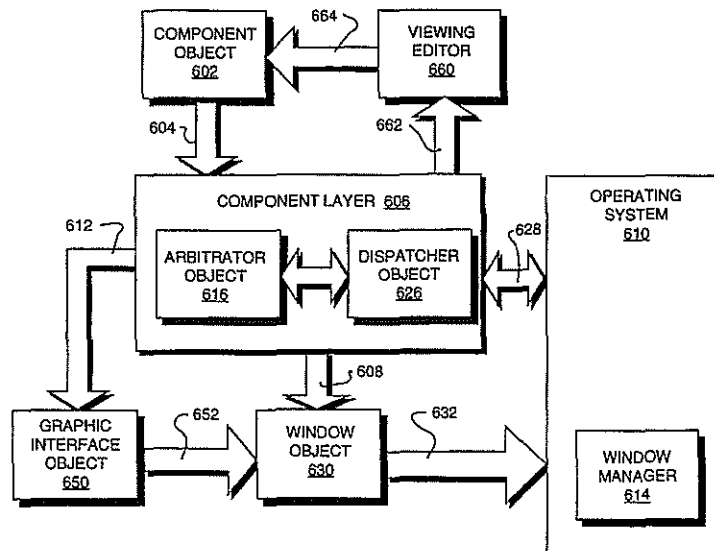 COMPONENT
OBJECT
602
664
VIEWING
EDITOR
660
604
662
COMPONENT LAYER 606
OPERATING
SYSTEM
610
612
628
ARBITRATOR
OBJECT
616
DISPATCHER
OBJECT
626
608
GRAPHIC
INTERFACE
OBJECT
650
652
WINDOW
OBJECT
630
632
WINDOW
MANAGER
614